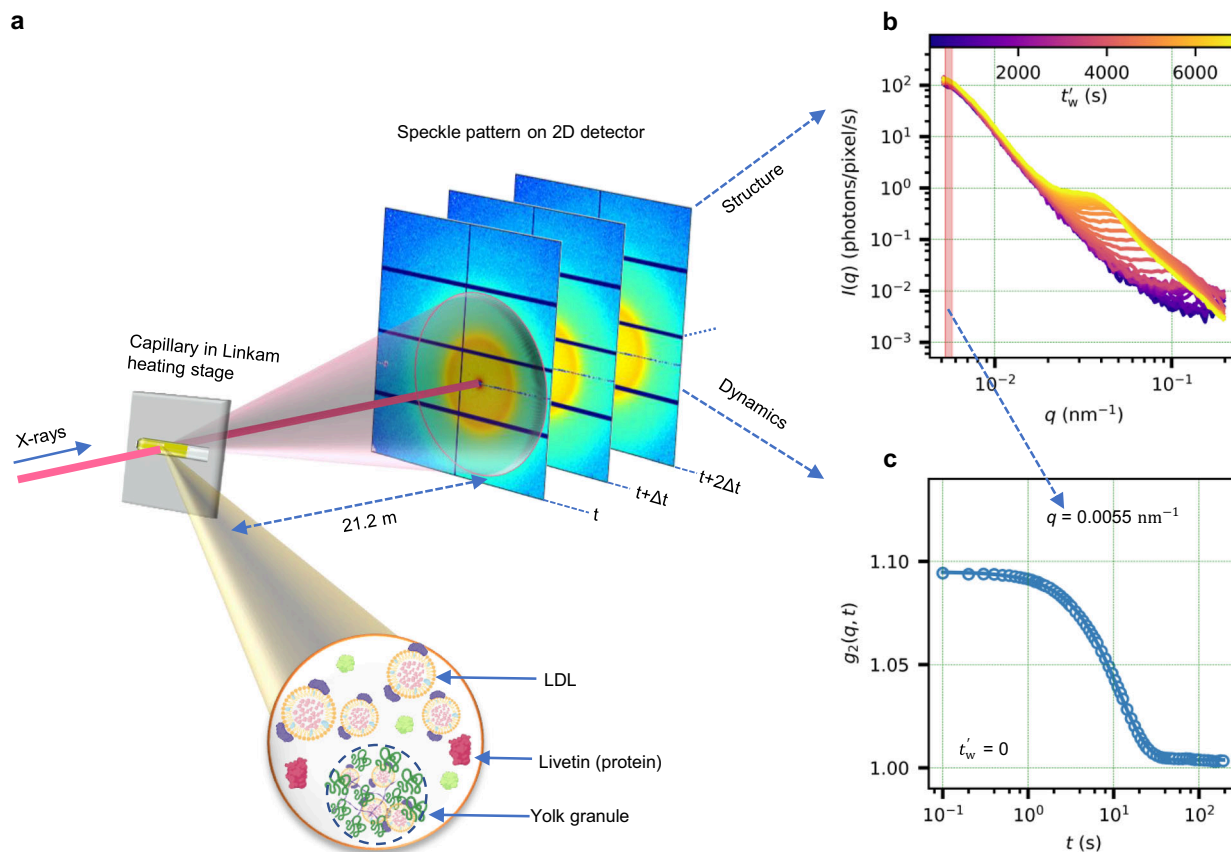 a
Speckle pattern on 2D detector
Structure
Capillary in Linkam
heating stage
X-rays
Dynamics
21.2 m
t
t+Δt
t+2Δt
LDL
Livetin (protein)
Yolk granule
b
2000 4000 6000
t′w (s)
10² 10¹ 10⁰ 10⁻¹ 10⁻² 10⁻³
I(q) (photons/pixel/s)
10⁻² 10⁻¹
q (nm⁻¹)
c
q = 0.0055 nm⁻¹
1.10
1.05
1.00
g₂(q, t)
t′w = 0
10⁻¹ 10⁰ 10¹ 10²
t (s)